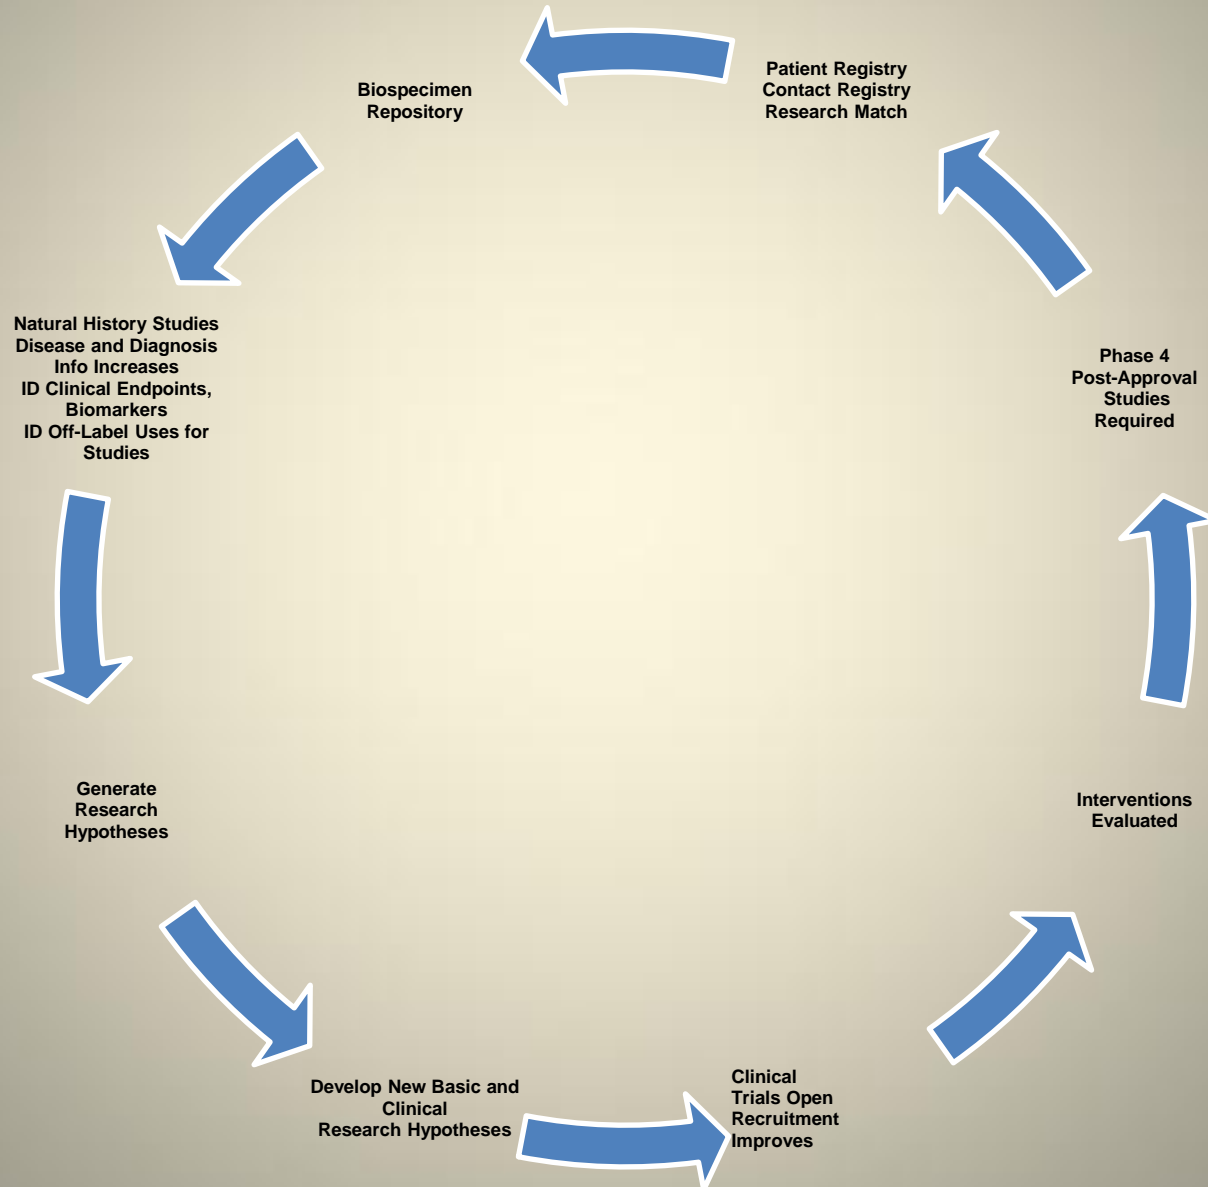 Patient Registry
Contact Registry
Research Match
Biospecimen
Repository
Natural History Studies
Disease and Diagnosis
Info Increases
ID Clinical Endpoints,
Biomarkers
ID Off-Label Uses for
Studies
Generate
Research
Hypotheses
Develop New Basic and
Clinical
Research Hypotheses
Clinical
Trials Open
Recruitment
Improves
Interventions
Evaluated
Phase 4
Post-Approval
Studies
Required